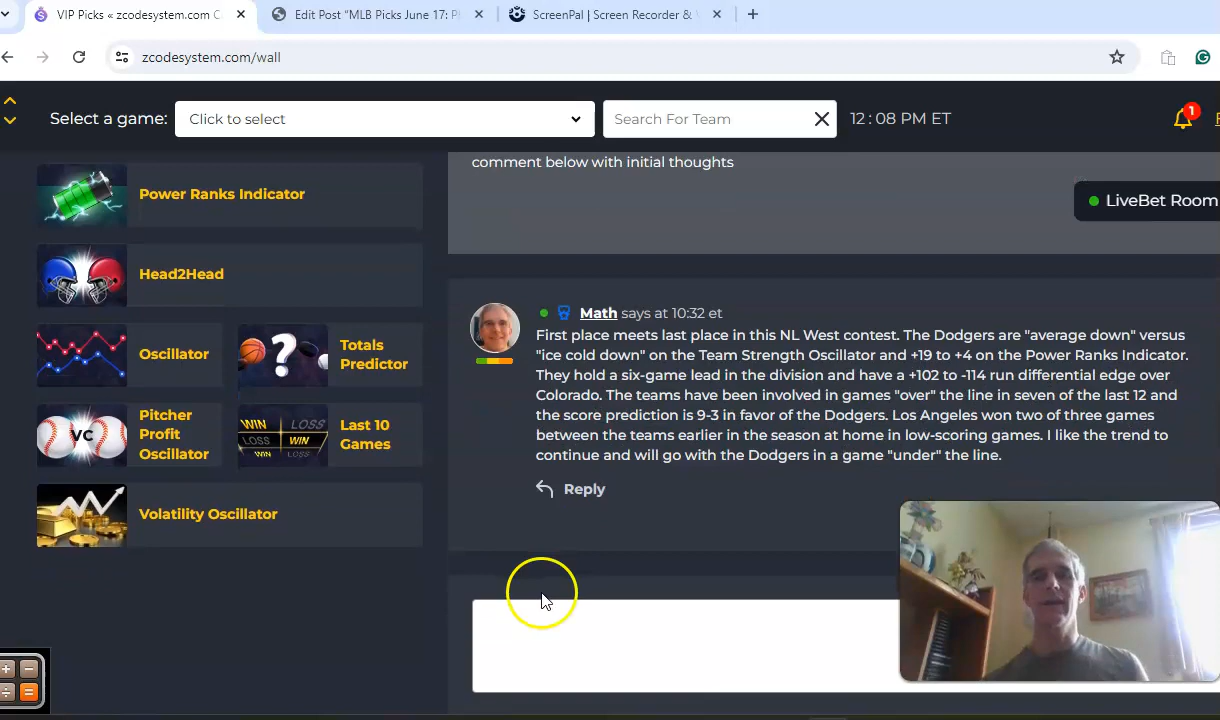 VIP Picks « zcodesystem.com C
Edit Post “MLB Picks June 17: P
ScreenPal | Screen Recorder &
zcodesystem.com/wall
Select a game:
Click to select
Search For Team
12 : 08 PM ET
1
comment below with initial thoughts
LiveBet Room
Power Ranks Indicator
Head2Head
Oscillator
Totals
Predictor
Pitcher
Profit
Oscillator
VC
WIN LOSS
LOSS WIN
WIN LOSS
Last 10
Games
Volatility Oscillator
Math says at 10:32 et
First place meets last place in this NL West contest. The Dodgers are "average down" versus
"ice cold down" on the Team Strength Oscillator and +19 to +4 on the Power Ranks Indicator.
They hold a six-game lead in the division and have a +102 to -114 run differential edge over
Colorado. The teams have been involved in games "over" the line in seven of the last 12 and
the score prediction is 9-3 in favor of the Dodgers. Los Angeles won two of three games
between the teams earlier in the season at home in low-scoring games. I like the trend to
continue and will go with the Dodgers in a game "under" the line.
Reply